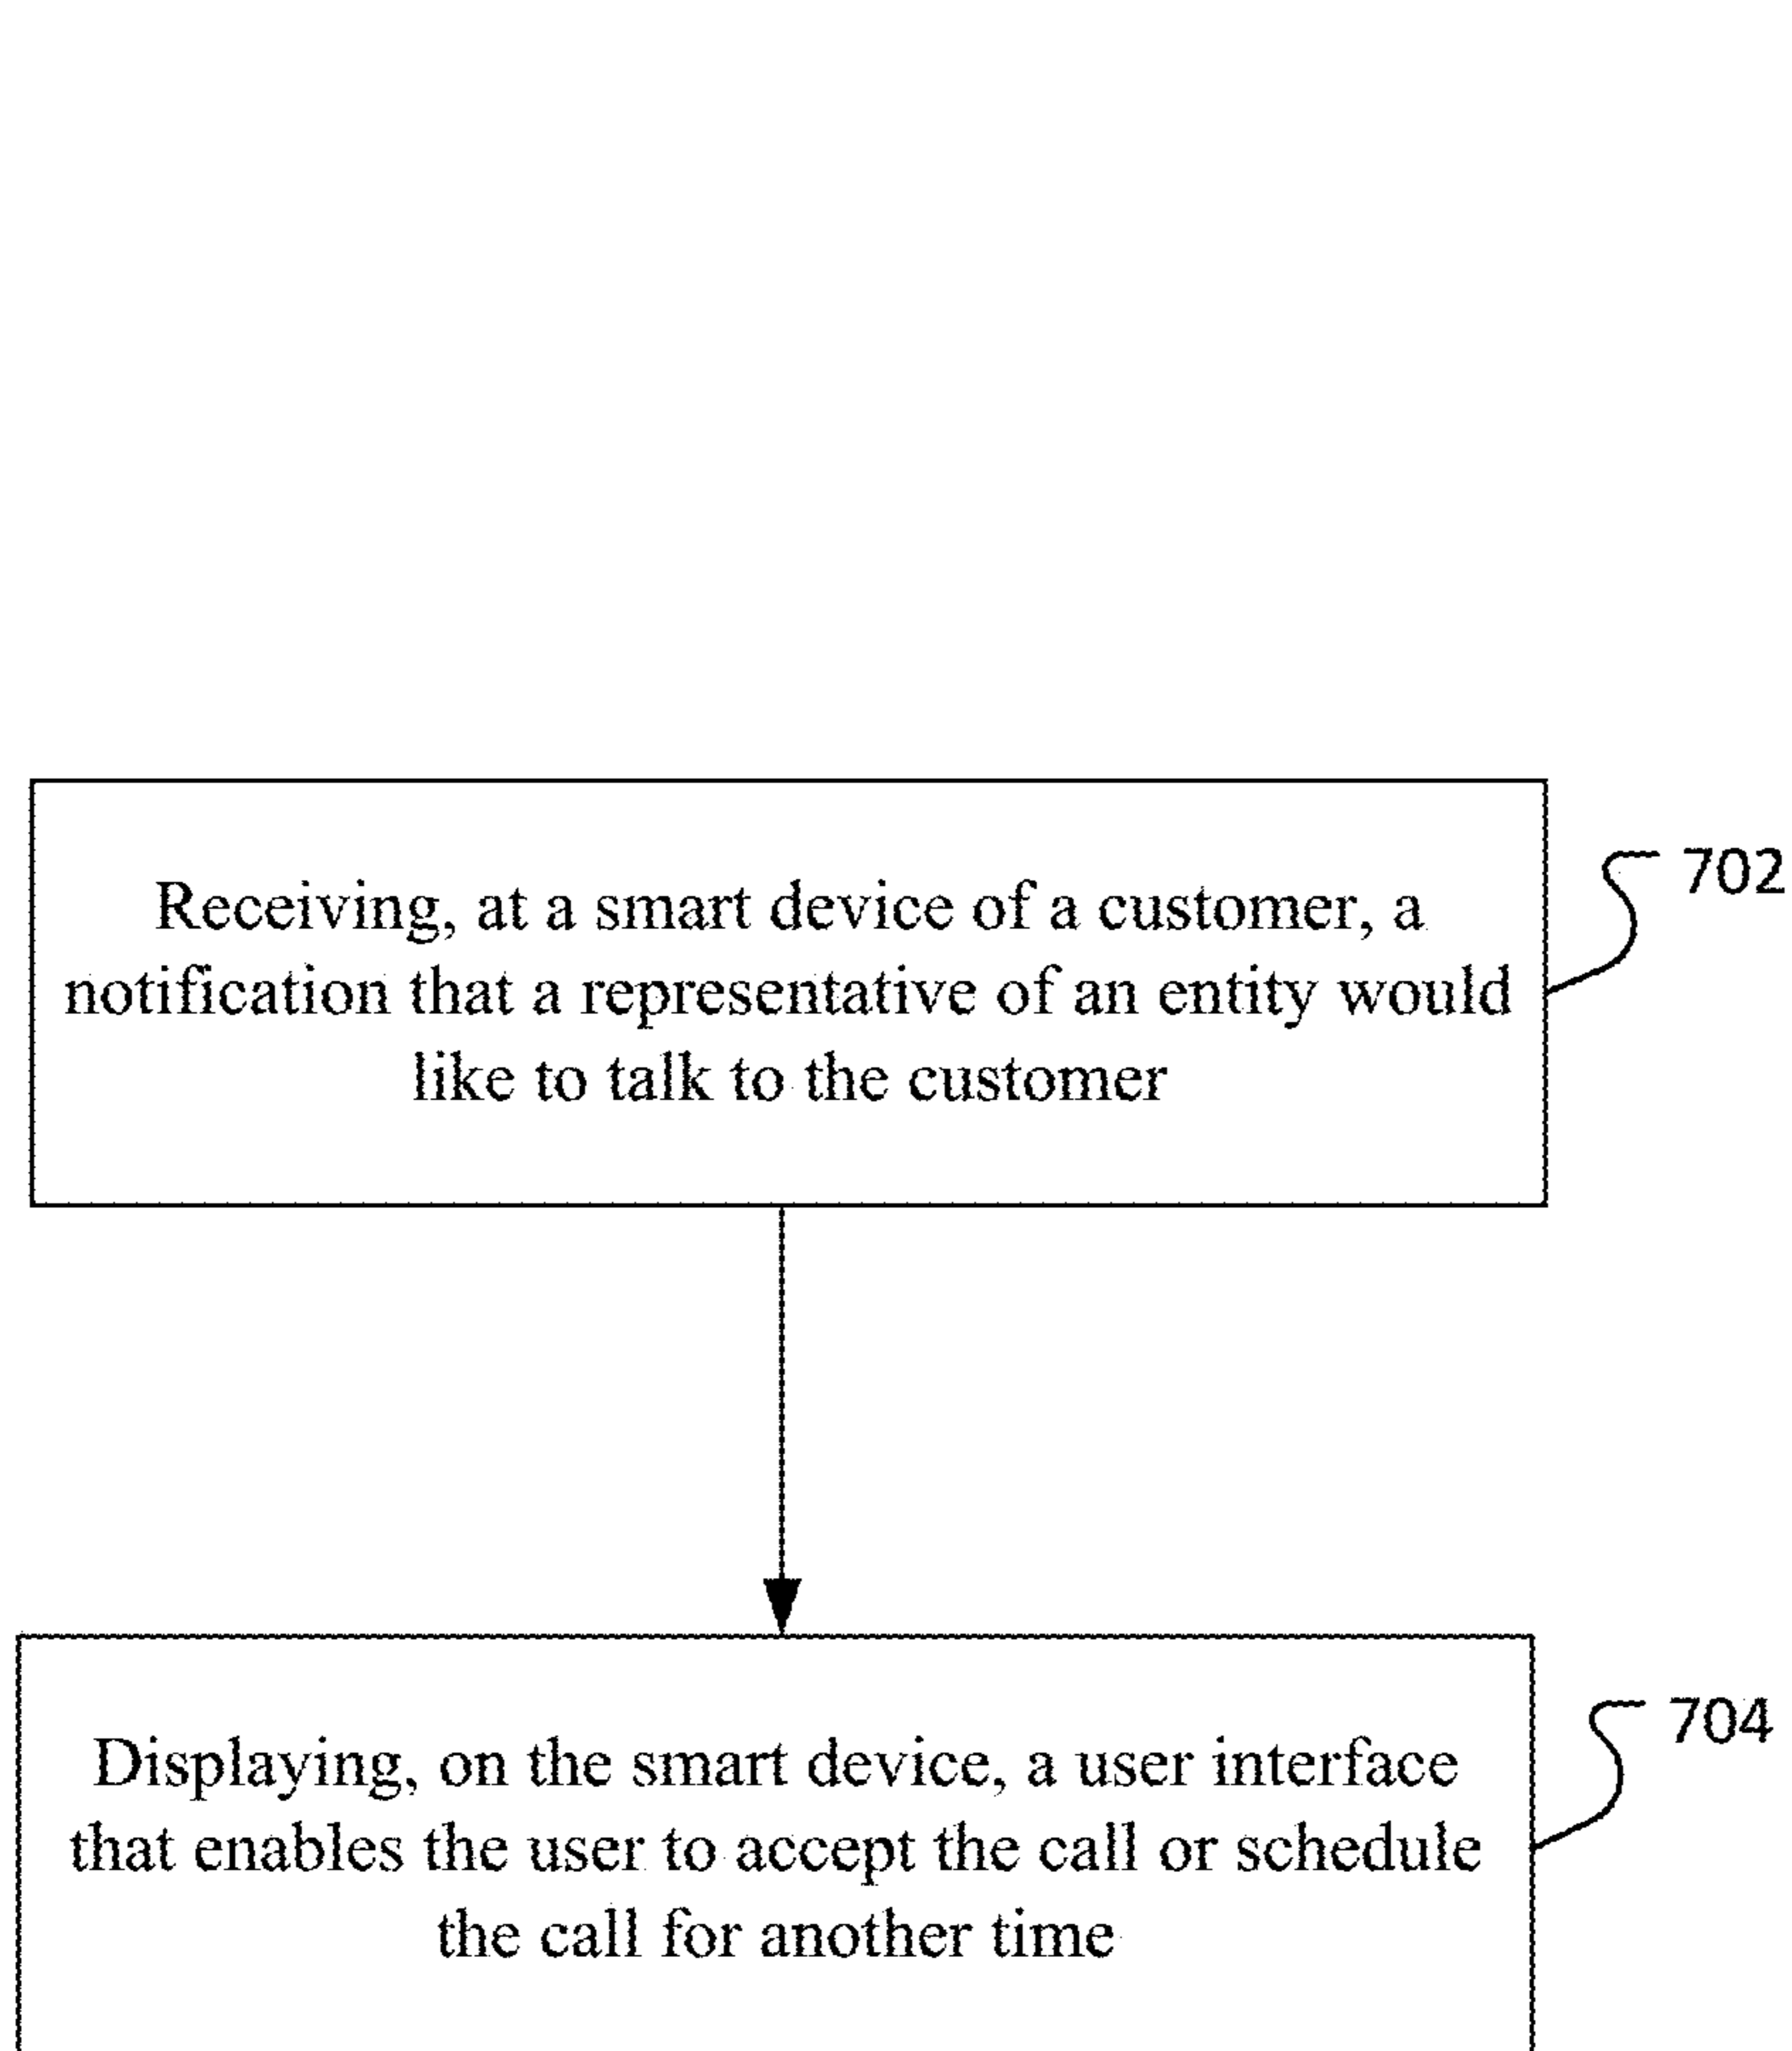 Receiving, at a smart device of a customer, a
notification that a representative of an entity would
like to talk to the customer
702
Displaying, on the smart device, a user interface
that enables the user to accept the call or schedule
the call for another time
704